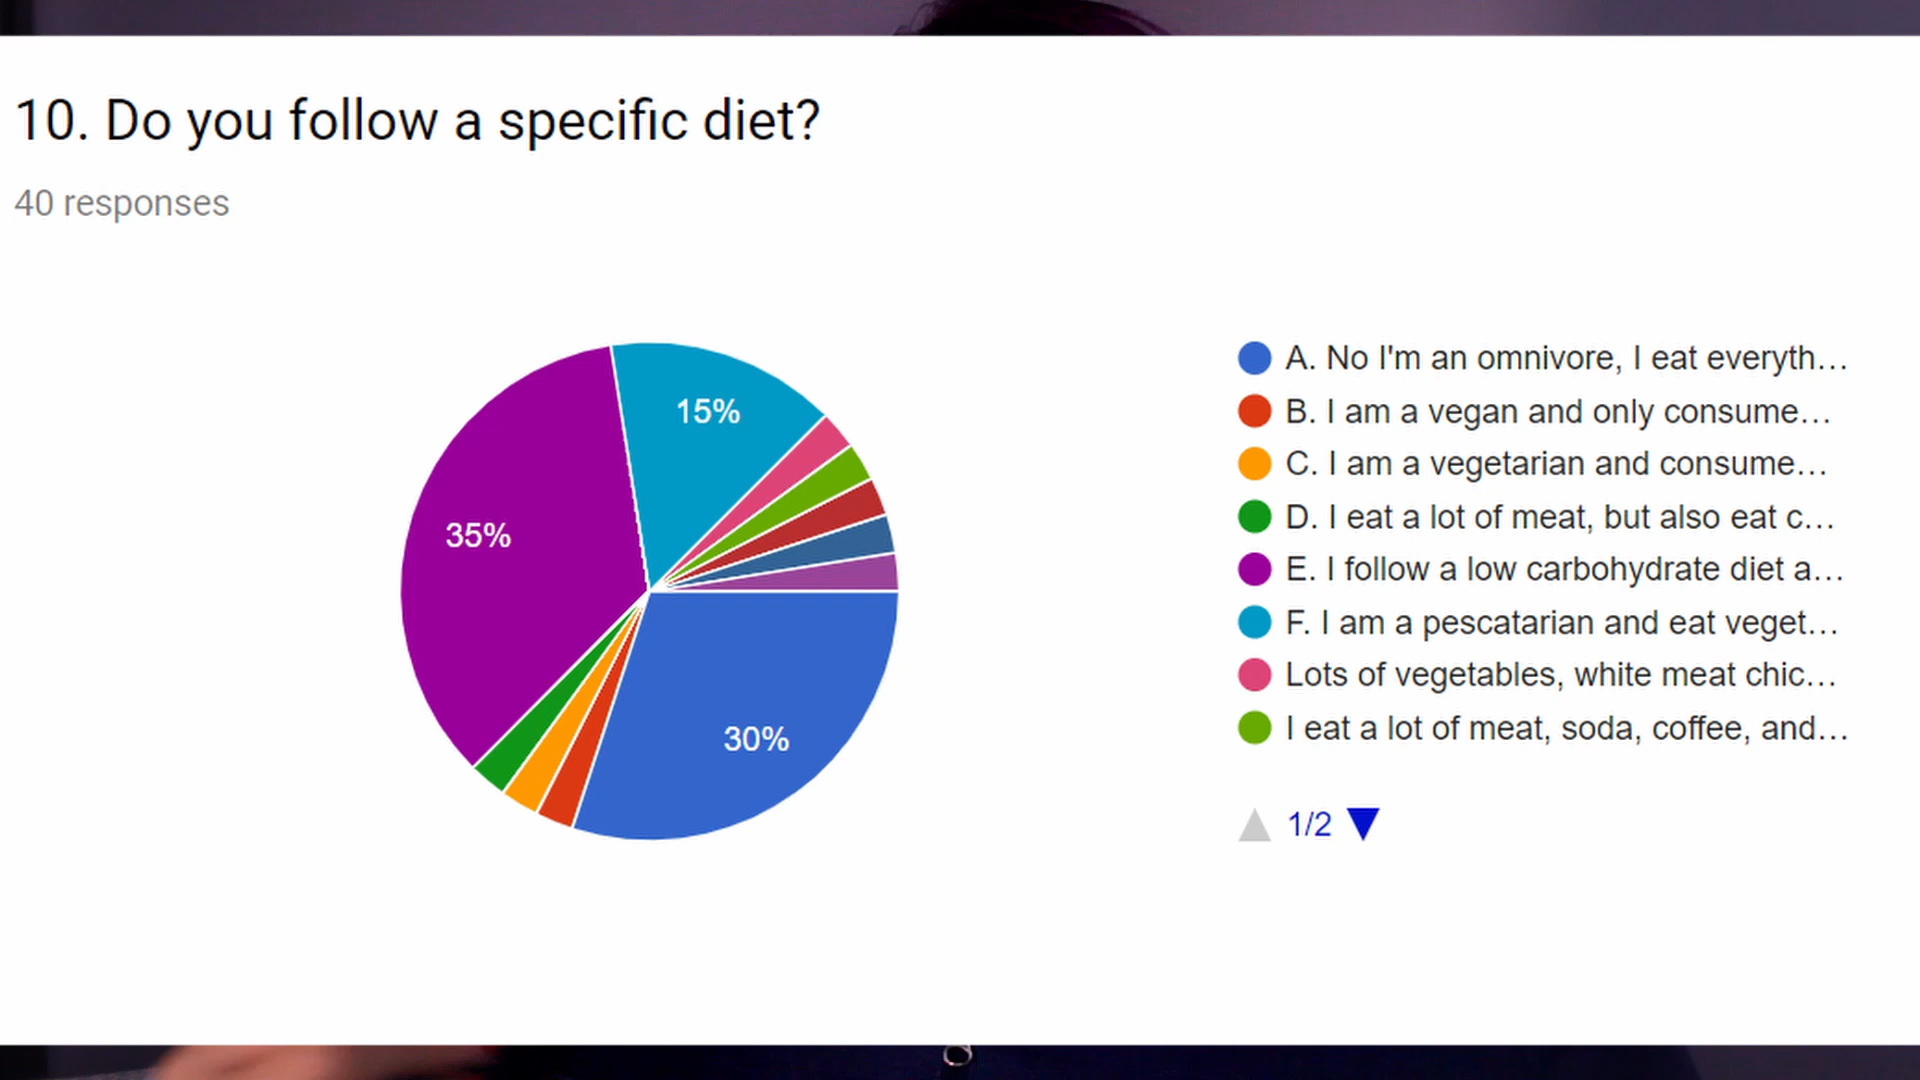 10. Do you follow a specific diet?
40 responses
15%
35%
30%
A. No I'm an omnivore, I eat everyth…
B. I am a vegan and only consume…
C. I am a vegetarian and consume…
D. I eat a lot of meat, but also eat c…
E. I follow a low carbohydrate diet a…
F. I am a pescatarian and eat veget…
Lots of vegetables, white meat chic…
I eat a lot of meat, soda, coffee, and…
1/2